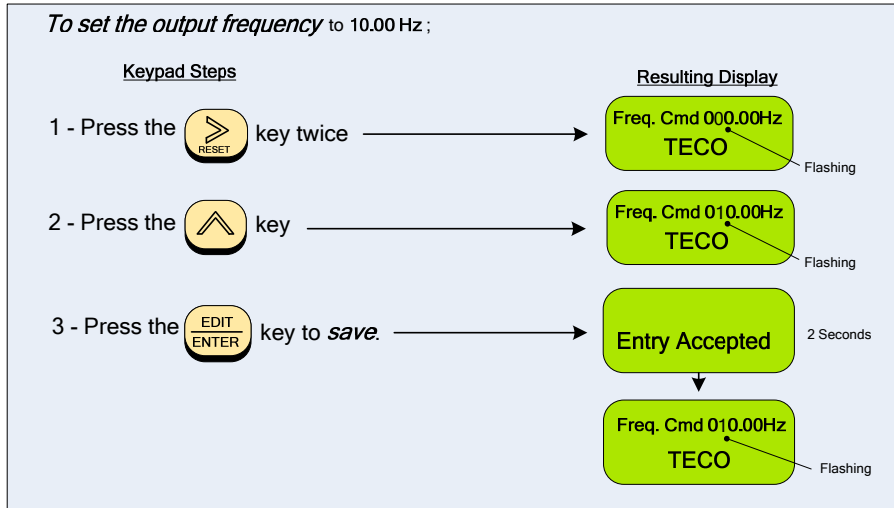 To set the output frequency to 10.00 Hz ;
Keypad Steps
Resulting Display
1 - Press the RESET key twice
Freq. Cmd 000.00Hz
TECO
Flashing
2 - Press the key
Freq. Cmd 010.00Hz
TECO
Flashing
3 - Press the EDIT ENTER key to save.
Entry Accepted
2 Seconds
Freq. Cmd 010.00Hz
TECO
Flashing